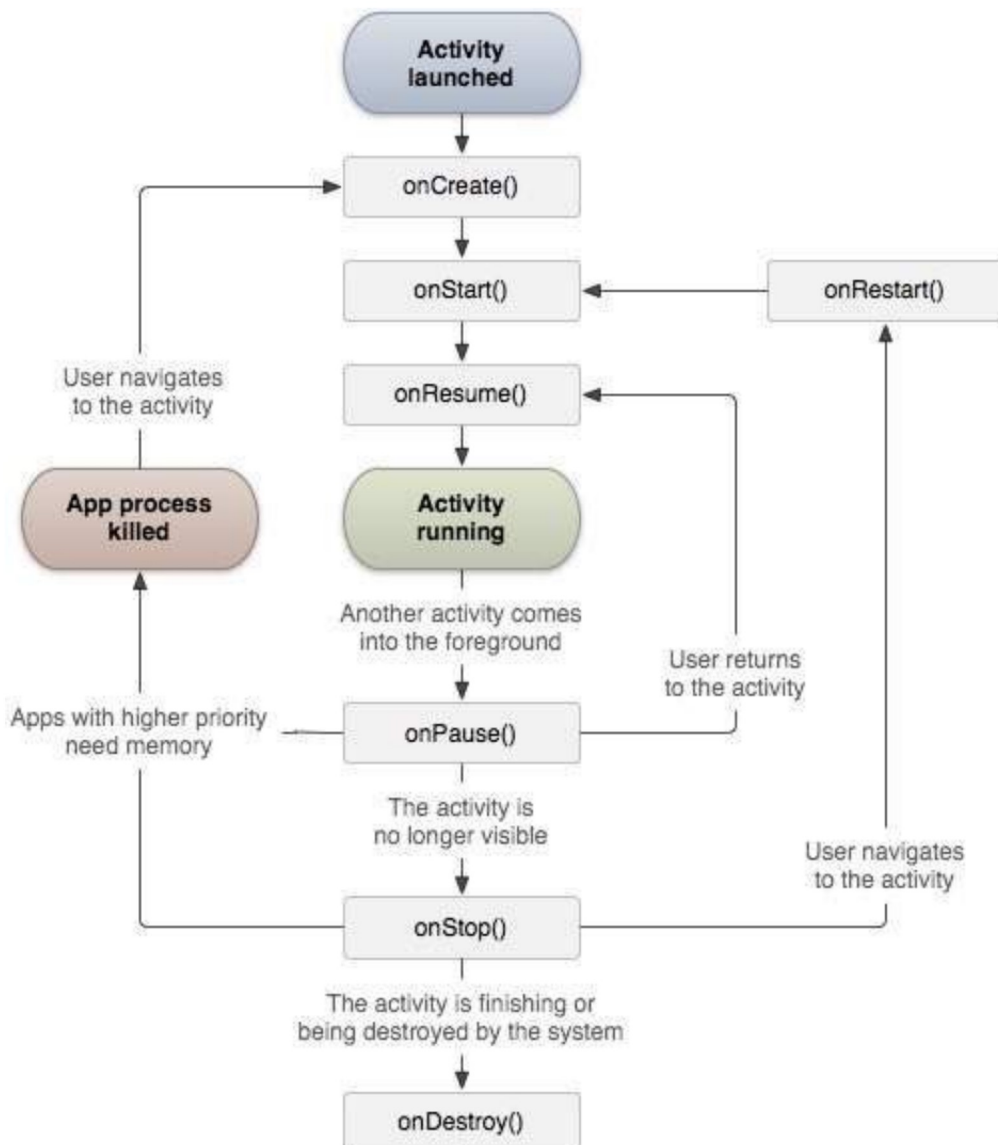 Activity
launched
onCreate()
onStart()
onRestart()
onResume()
User navigates
to the activity
App process
killed
Activity
running
Another activity comes
into the foreground
User returns
to the activity
Apps with higher priority
need memory
onPause()
The activity is
no longer visible
User navigates
to the activity
onStop()
The activity is finishing or
being destroyed by the system
onDestroy()